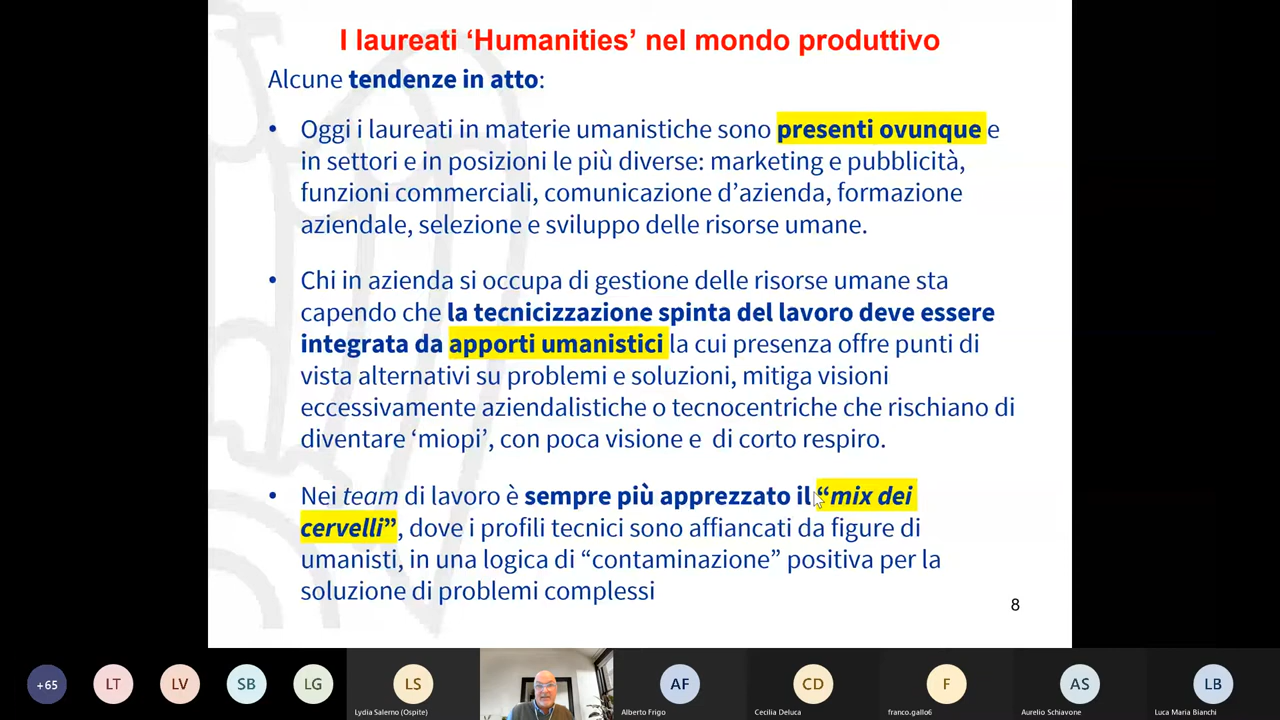 I laureati ‘Humanities’ nel mondo produttivo
Alcune tendenze in atto:
• Oggi i laureati in materie umanistiche sono presenti ovunque e
in settori e in posizioni le più diverse: marketing e pubblicità,
funzioni commerciali, comunicazione d’azienda, formazione
aziendale, selezione e sviluppo delle risorse umane.
• Chi in azienda si occupa di gestione delle risorse umane sta
capendo che la tecnicizzazione spinta del lavoro deve essere
integrata da apporti umanistici la cui presenza offre punti di
vista alternativi su problemi e soluzioni, mitiga visioni
eccessivamente aziendalistiche o tecnocentriche che rischiano di
diventare ‘miopi’, con poca visione e di corto respiro.
• Nei team di lavoro è sempre più apprezzato il “mix dei
cervelli”, dove i profili tecnici sono affiancati da figure di
umanisti, in una logica di “contaminazione” positiva per la
soluzione di problemi complessi
8
+65 LT LV SB LG LS AF CD F AS LB
Lydia Salerno (Ospite) Alberto Frigo Cecilia Deluca franco.gallo6 Aurelio Schiavone Luca Maria Bianchi